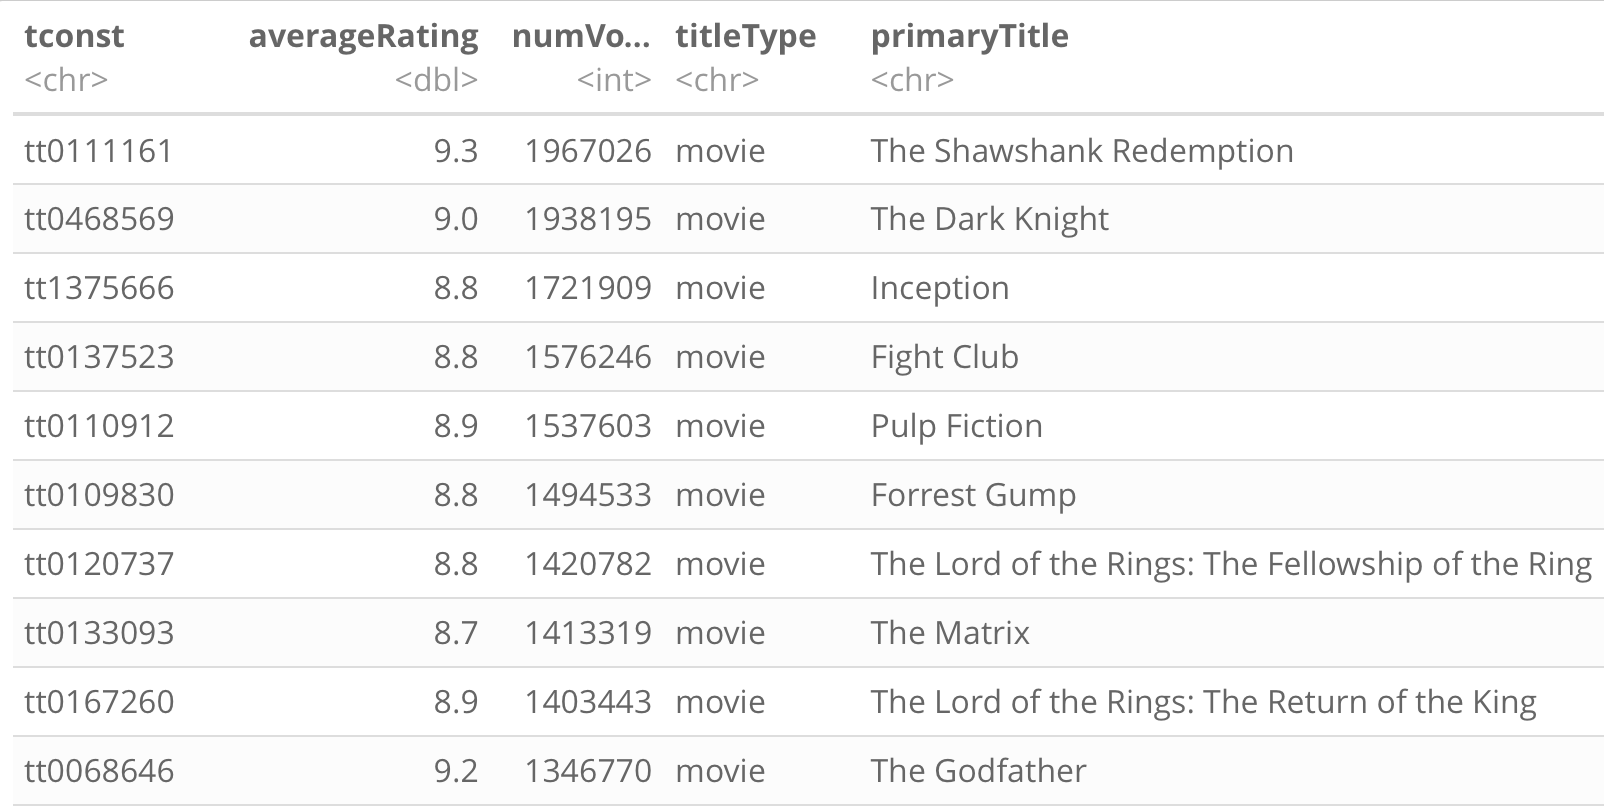 tconst averageRating numVo... titleType primaryTitle
<chr> <dbl> <int> <chr> <chr>
tt0111161 9.3 1967026 movie The Shawshank Redemption
tt0468569 9.0 1938195 movie The Dark Knight
tt1375666 8.8 1721909 movie Inception
tt0137523 8.8 1576246 movie Fight Club
tt0110912 8.9 1537603 movie Pulp Fiction
tt0109830 8.8 1494533 movie Forrest Gump
tt0120737 8.8 1420782 movie The Lord of the Rings: The Fellowship of the Ring
tt0133093 8.7 1413319 movie The Matrix
tt0167260 8.9 1403443 movie The Lord of the Rings: The Return of the King
tt0068646 9.2 1346770 movie The Godfather